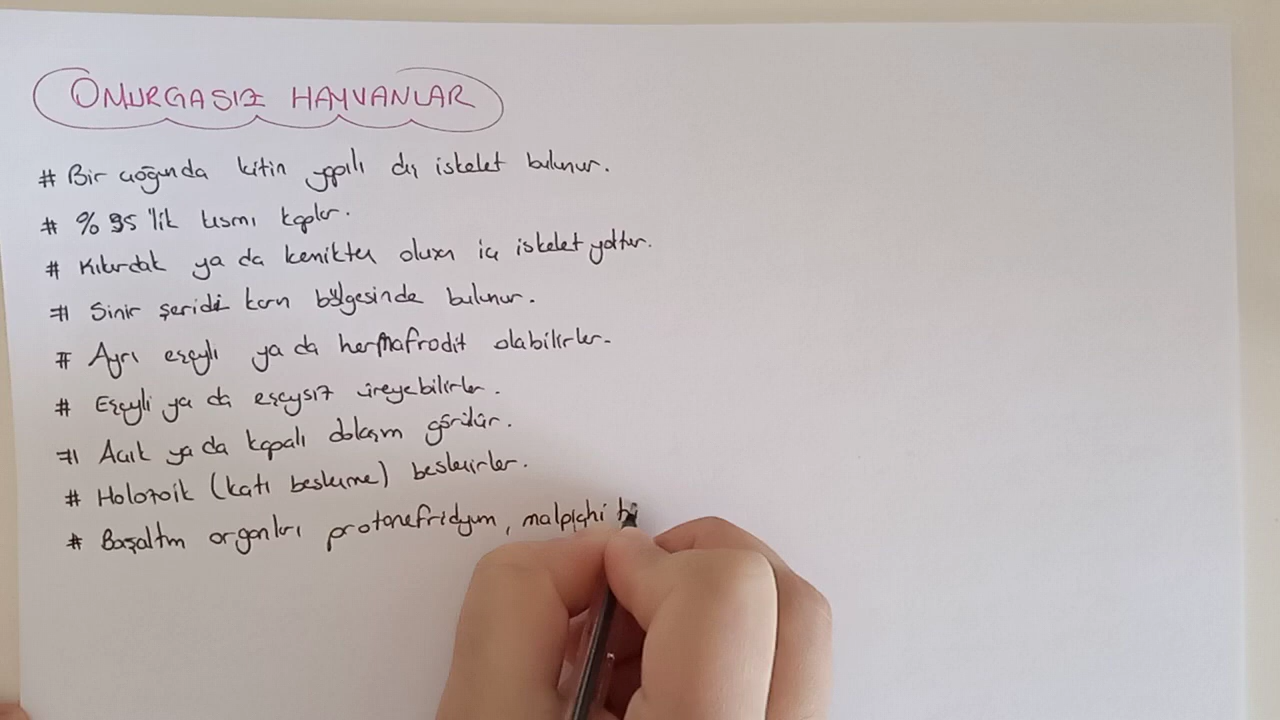 OMURGASIZ HAYVANLAR
# Bir çoğunda kitin yapılı dış iskelet bulunur.
# % 95 'lik kısmı kaplar.
# Kıkırdak ya da kemikten oluşan iç iskelet yoktur.
# Sinir şeridi karın bölgesinde bulunur.
# Ayrı eşeyli ya da hermafrodit olabilirler.
# Eşeyli ya da eşeysiz üreyebilirler.
# Açık ya da kapalı dolaşım görülür.
# Holozoik (katı beslenme) beslenirler.
# Boşaltım organları protonefridyum, malpighi